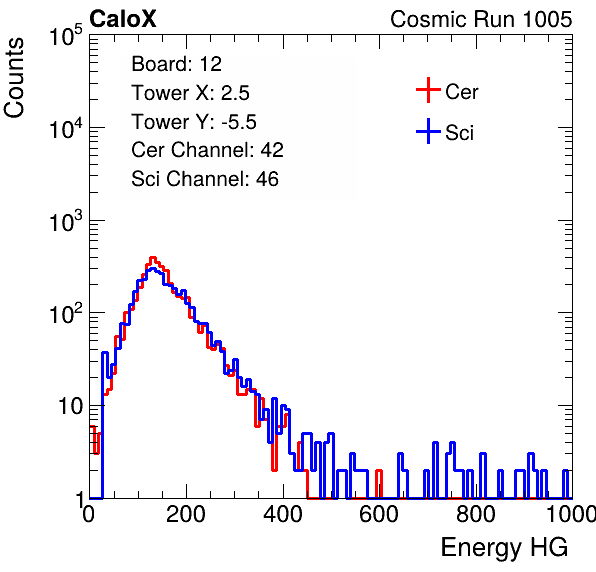 CaloX Cosmic Run 1005
Counts
10^5
10^4
10^3
10^2
10
1
Board: 12
Tower X: 2.5
Tower Y: -5.5
Cer Channel: 42
Sci Channel: 46
Cer
Sci
0 200 400 600 800 1000
Energy HG